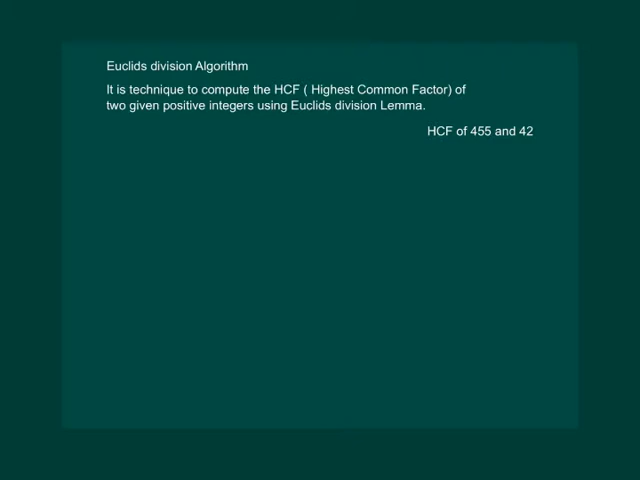 Euclids division Algorithm
It is technique to compute the HCF ( Highest Common Factor) of
two given positive integers using Euclids division Lemma.
HCF of 455 and 42